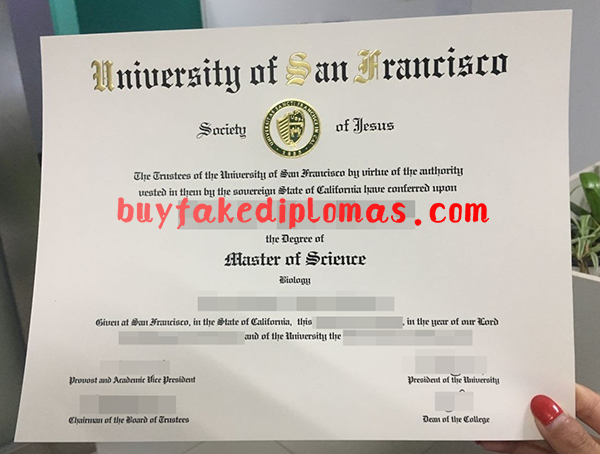 University of San Francisco
Society of Jesus
The Trustees of the University of San Francisco by virtue of the authority
vested in them by the sovereign State of California have conferred upon
buyfakediplomas.com
the Degree of
Master of Science
Biology
Given at San Francisco, in the State of California, this , in the year of our Lord
and of the University the
Provost and Academic Vice President
President of the University
Chairman of the Board of Trustees
Dean of the College